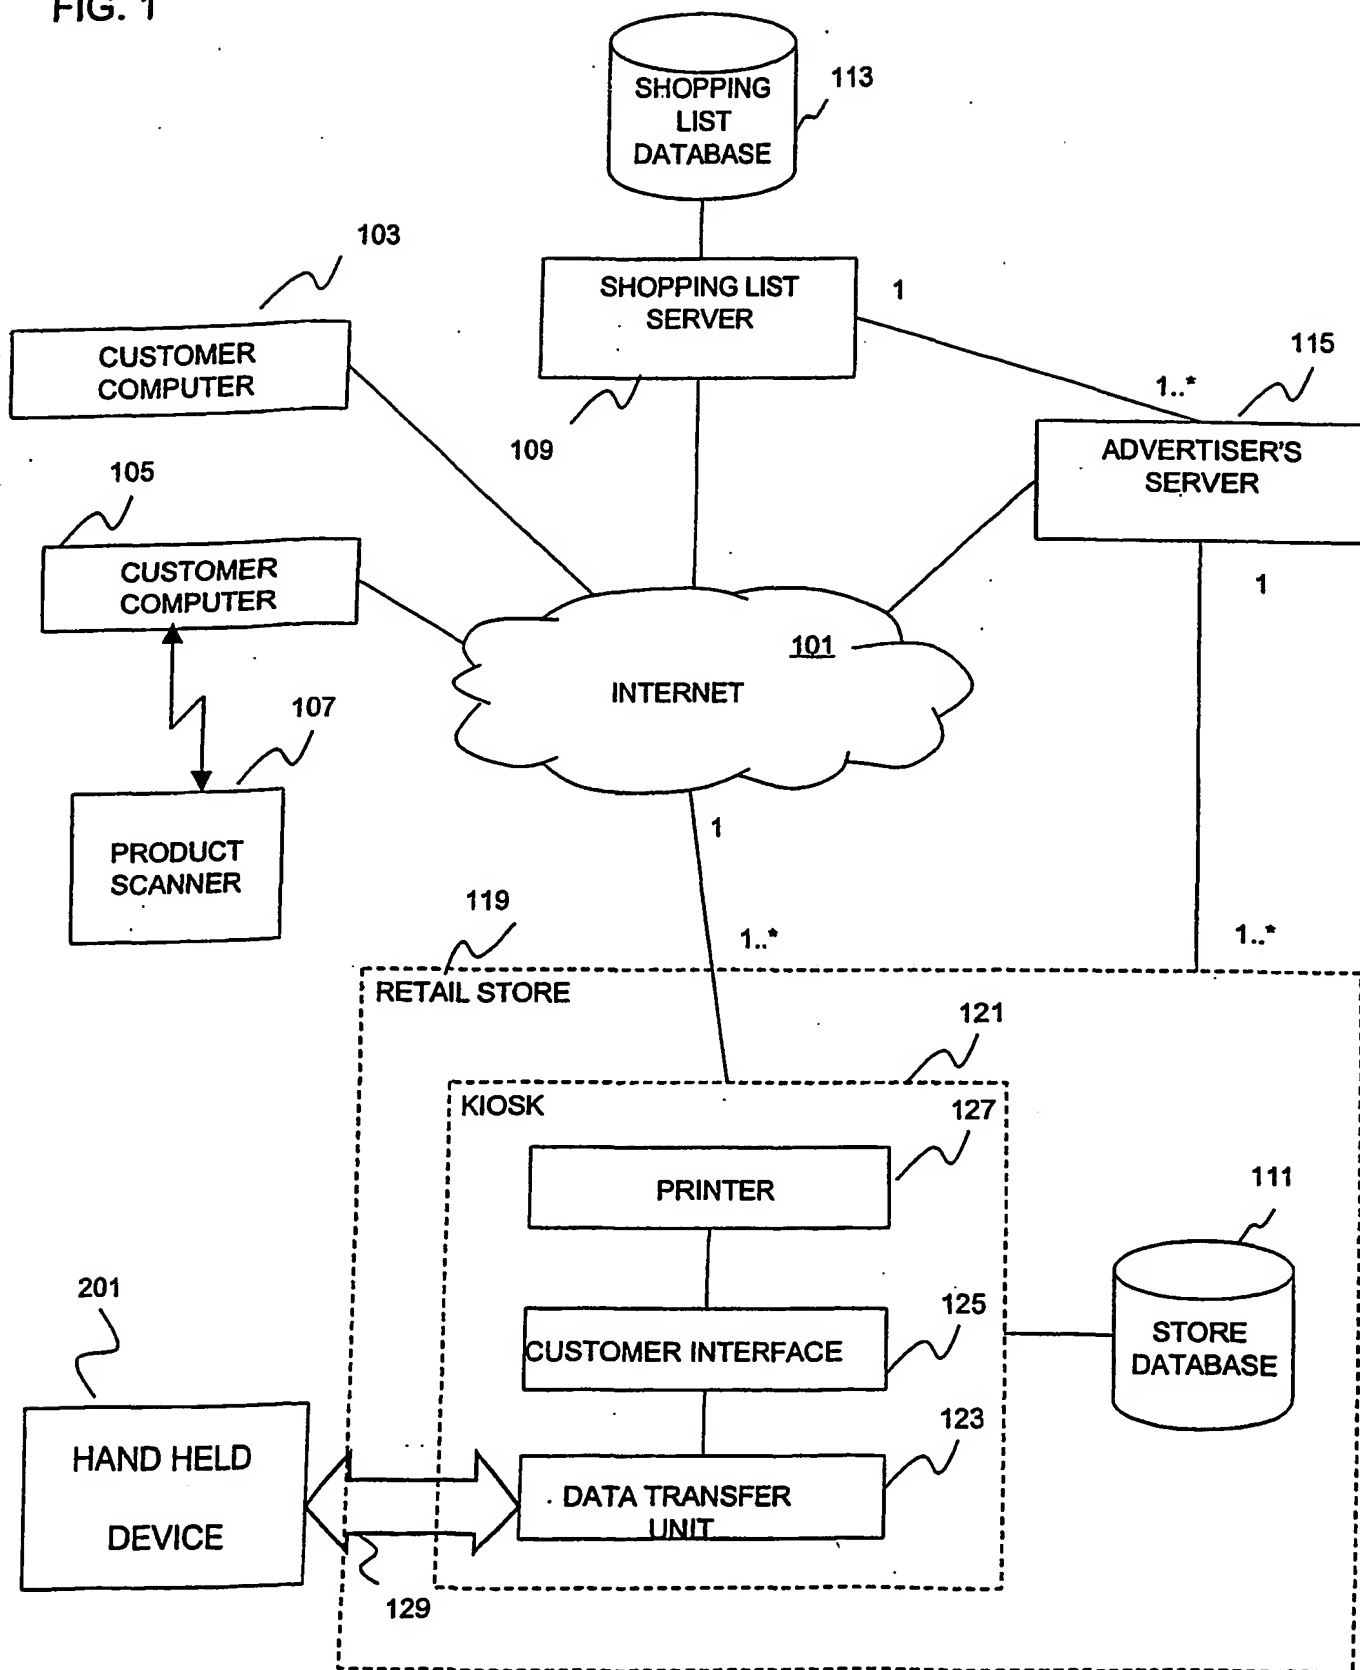 FIG. 1
SHOPPING
LIST
DATABASE
113
103
SHOPPING LIST
SERVER
1
CUSTOMER
COMPUTER
115
1..*
109
ADVERTISER'S
SERVER
105
CUSTOMER
COMPUTER
1
101
INTERNET
107
PRODUCT
SCANNER
1
119
1..*
1..*
RETAIL STORE
121
KIOSK
127
PRINTER
111
201
125
CUSTOMER INTERFACE
STORE
DATABASE
123
HAND HELD
DEVICE
DATA TRANSFER
UNIT
129